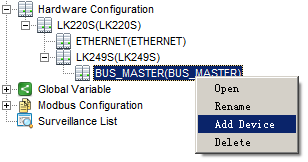 Hardware Configuration
LK220S(LK220S)
ETHERNET(ETHERNET)
LK249S(LK249S)
BUS_MASTER(BUS_MASTER)
Global Variable
Modbus Configuration
Surveillance List
Open
Rename
Add Device
Delete